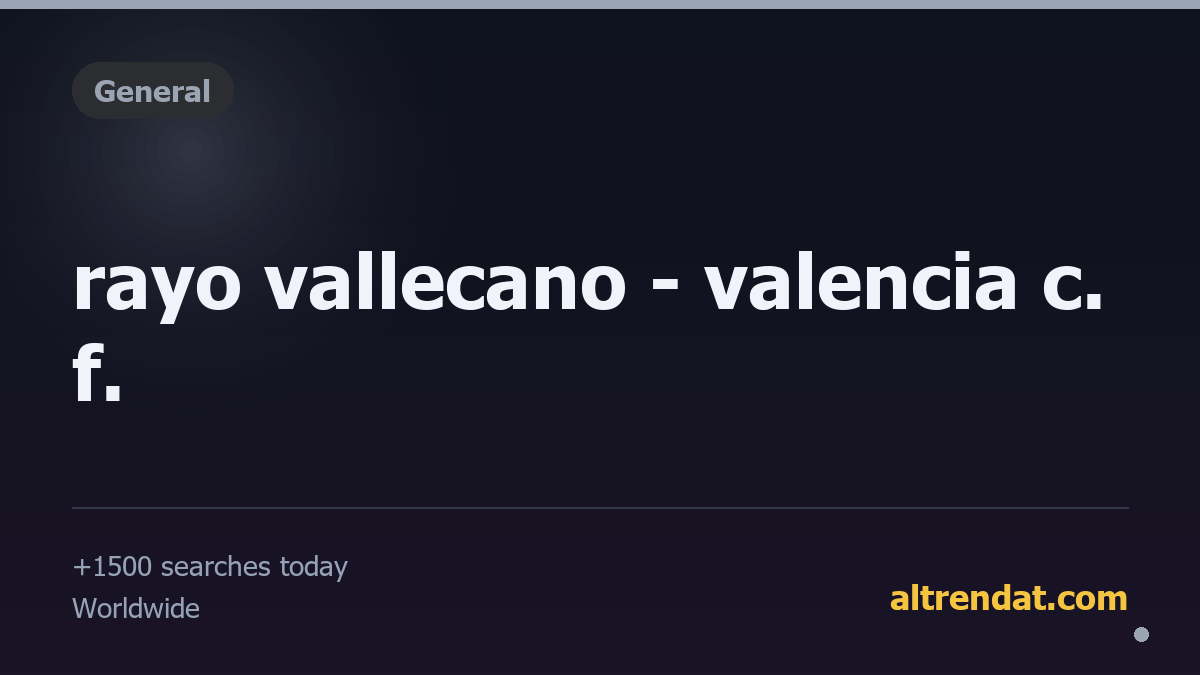 General
rayo vallecano - valencia c.
f.
+1500 searches today
Worldwide
altrendat.com